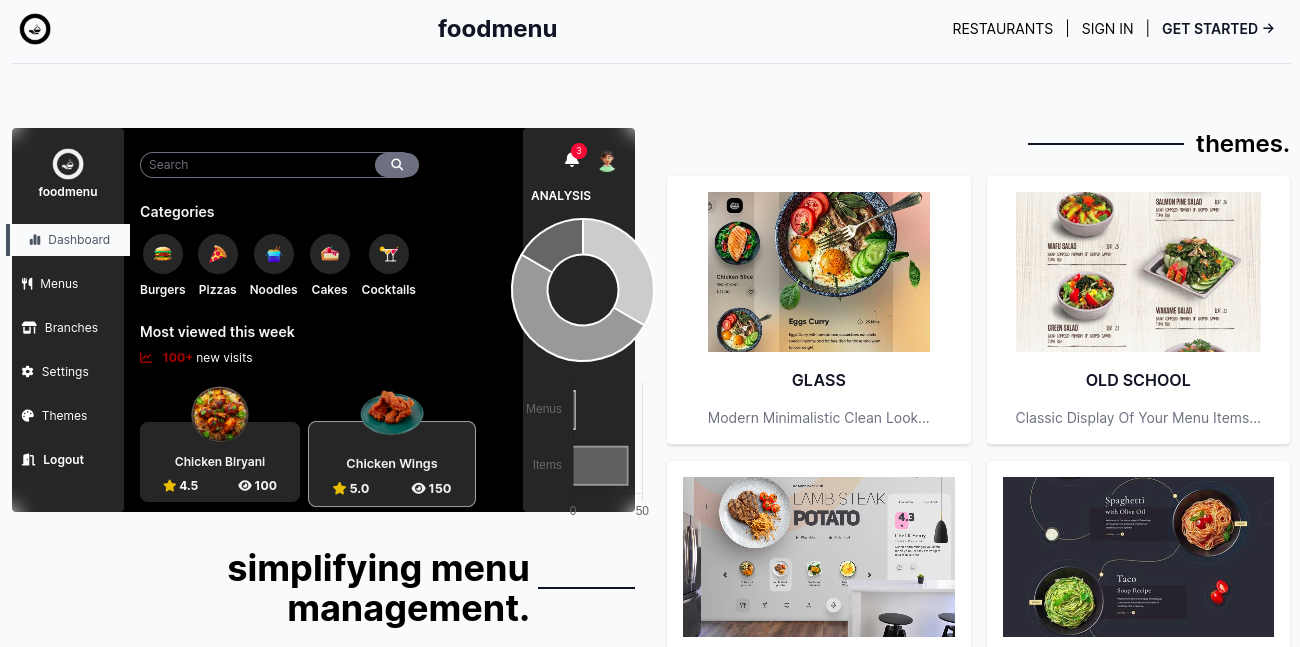 foodmenu
RESTAURANTS
SIGN IN
GET STARTED →
foodmenu
Dashboard
Menus
Branches
Settings
Themes
Logout
Search
Categories
Burgers Pizzas Noodles Cakes Cocktails
Most viewed this week
100+ new visits
Chicken Biryani
4.5 100
Chicken Wings
5.0 150
3
ANALYSIS
Menus
Items
0 50
simplifying menu
management.
themes.
Chicken Slice
Eggs Curry
GLASS
Modern Minimalistic Clean Look...
SALMON PINE SALAD
WAFU SALAD
WAKAME SALAD
GREEN SALAD
OLD SCHOOL
Classic Display Of Your Menu Items...
LAMB STEAK
POTATO
4.3
Spaghetti
with Olive Oil
Taco
Soup Recipe